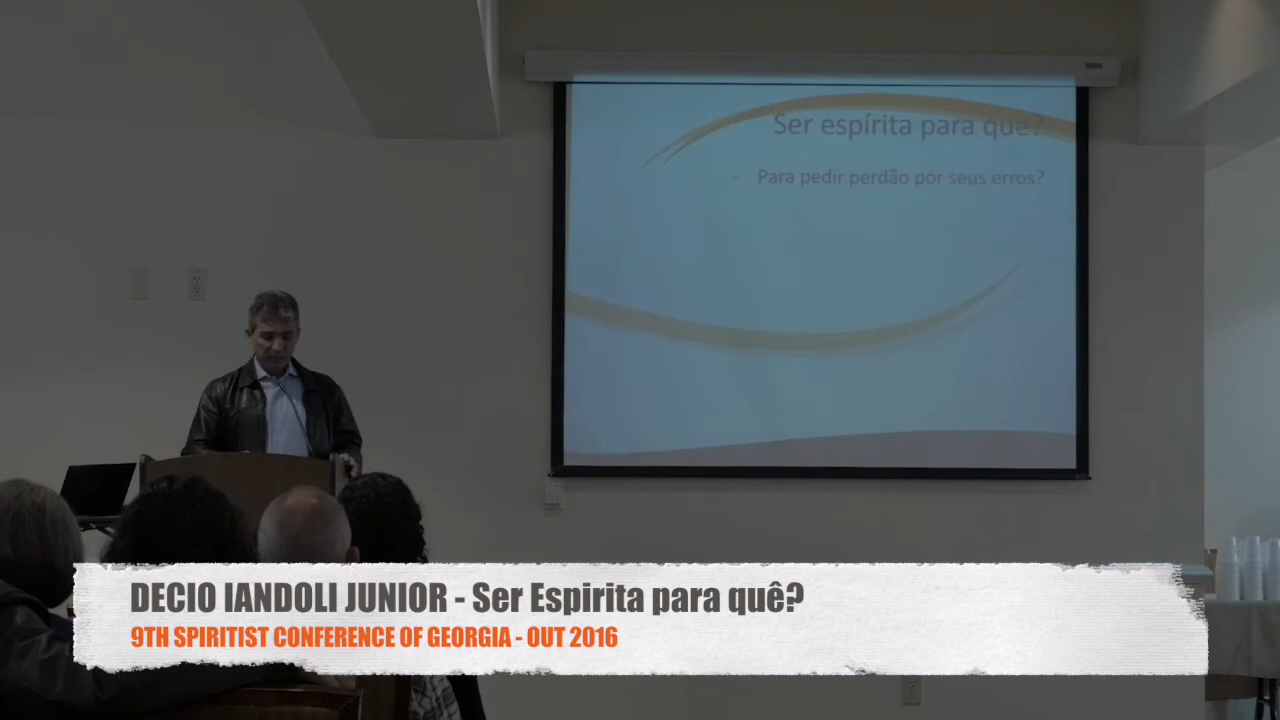 Ser espírita para que?
- Para pedir perdão por seus erros?
DECIO IANDOLI JUNIOR - Ser Espirita para quê?
9TH SPIRITIST CONFERENCE OF GEORGIA - OUT 2016